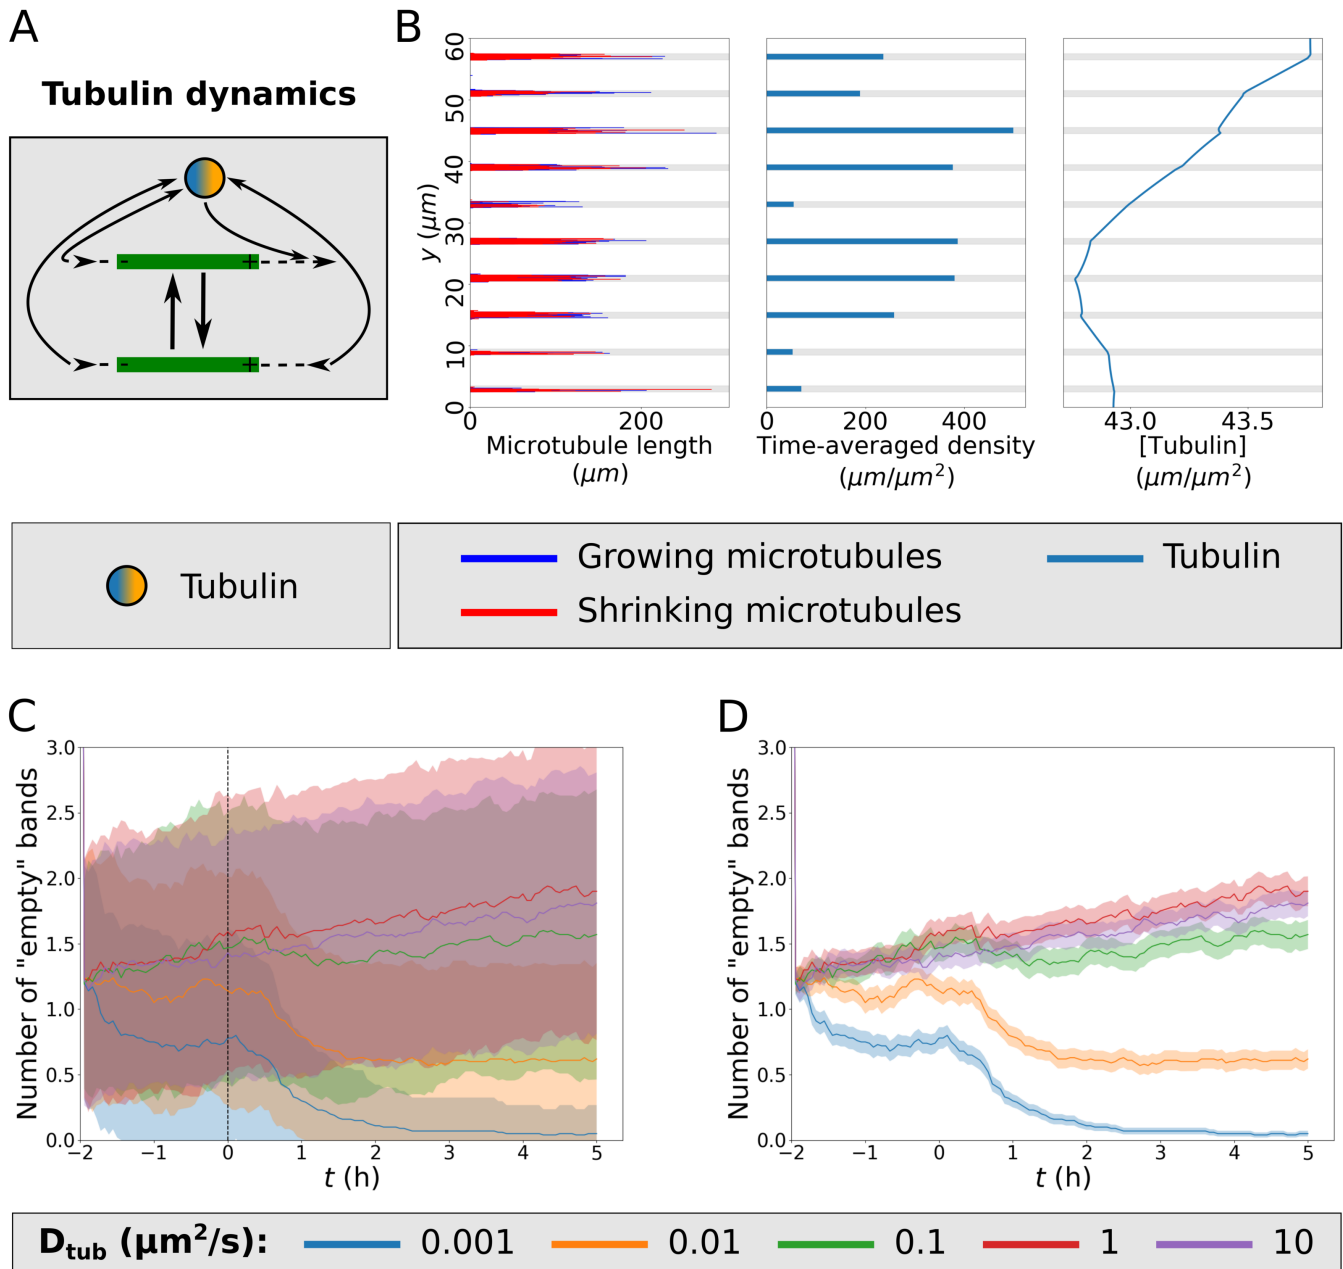 A
Tubulin dynamics
- +
- +
B
60
50
40
30
20
10
0
y (μm)
0 200
Microtubule length
(μm)
0 200 400
Time-averaged density
(μm/μm²)
43.0 43.5
[Tubulin]
(μm/μm²)
Tubulin
Growing microtubules
Shrinking microtubules
Tubulin
C
3.0
2.5
2.0
1.5
1.0
0.5
0.0
Number of "empty" bands
−2 −1 0 1 2 3 4 5
t (h)
D
3.0
2.5
2.0
1.5
1.0
0.5
0.0
Number of "empty" bands
−2 −1 0 1 2 3 4 5
t (h)
D_tub (μm²/s): 0.001 0.01 0.1 1 10